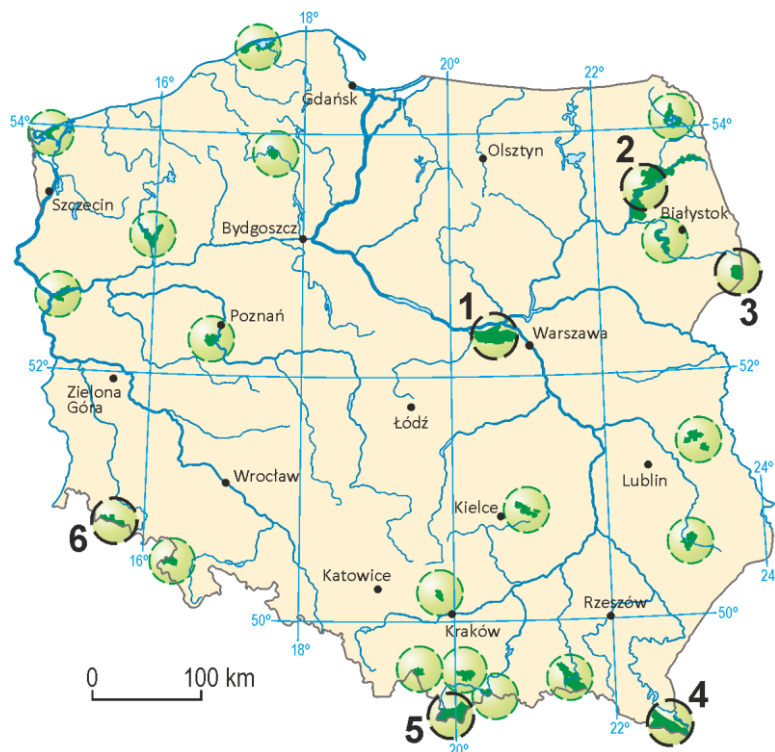 18°
16°
20°
22°
Gdańsk
54°
54°
Olsztyn
2
Szczecin
Białystok
Bydgoszcz
3
1
Poznań
Warszawa
52°
52°
Zielona
Góra
Łódź
Lublin
24°
Wrocław
Kielce
6
16°
24°
Katowice
Rzeszów
50°
50°
Kraków
18°
0 100 km
4
5
22°
20°